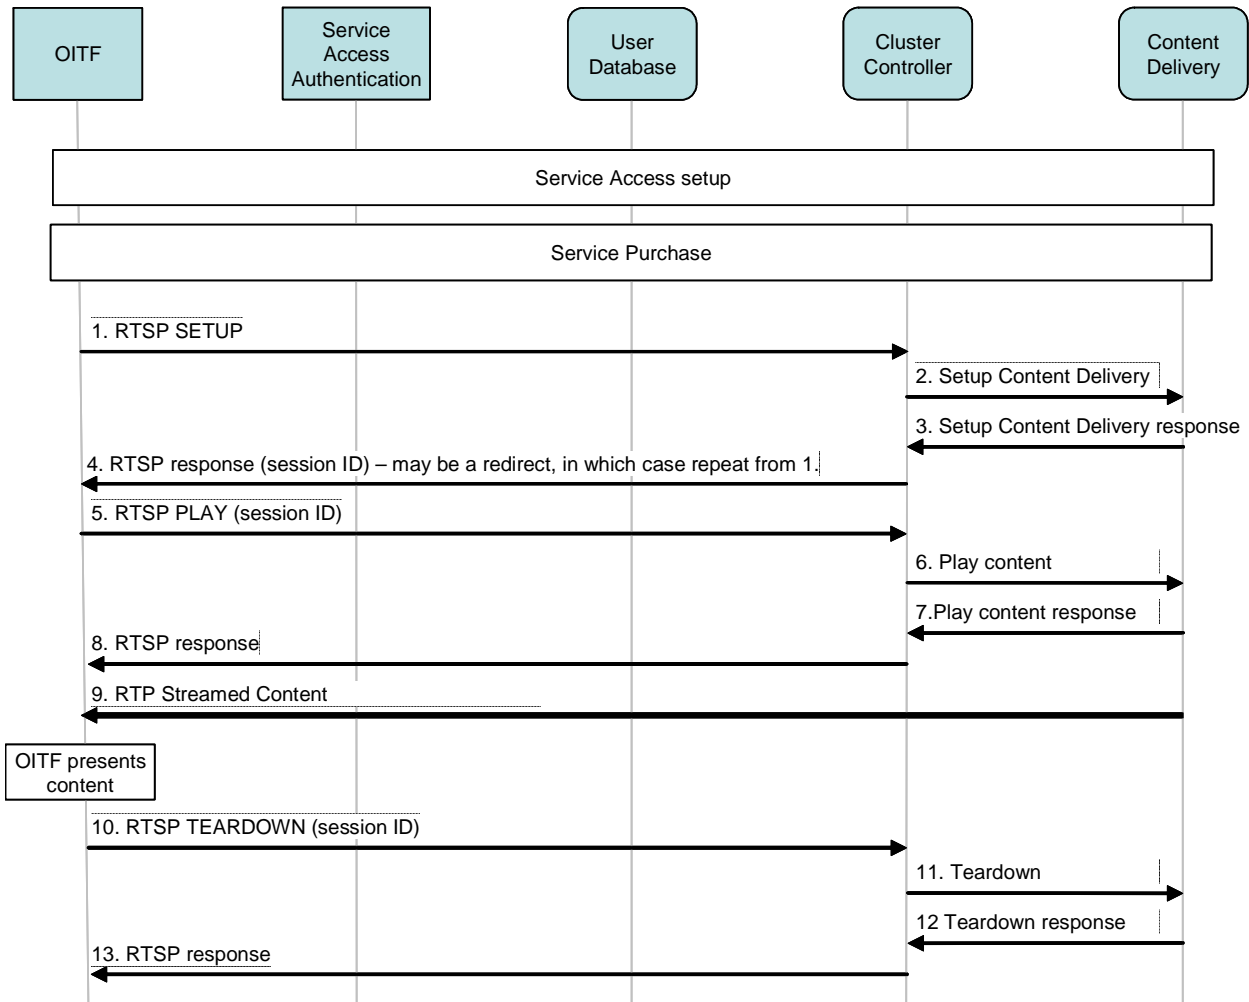 OITF
Service
Access
Authentication
User
Database
Cluster
Controller
Content
Delivery
Service Access setup
Service Purchase
1. RTSP SETUP
2. Setup Content Delivery
3. Setup Content Delivery response
4. RTSP response (session ID) – may be a redirect, in which case repeat from 1.
5. RTSP PLAY (session ID)
6. Play content
7.Play content response
8. RTSP response
9. RTP Streamed Content
OITF presents
content
10. RTSP TEARDOWN (session ID)
11. Teardown
12 Teardown response
13. RTSP response